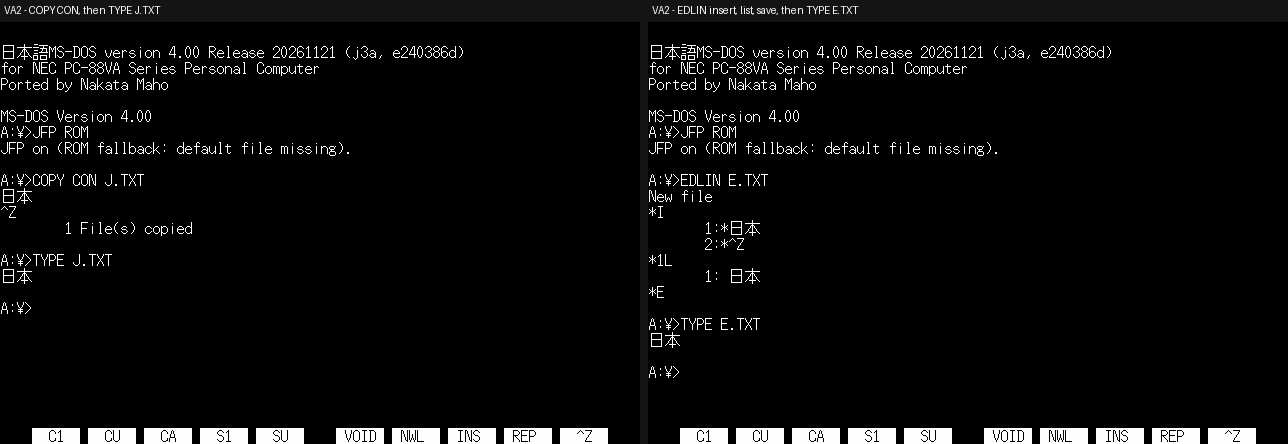 VA2 - COPY CON, then TYPE J.TXT
日本語MS-DOS version 4.00 Release 20261121 (j3a, e240386d)
for NEC PC-88VA Series Personal Computer
Ported by Nakata Maho
MS-DOS Version 4.00
A:¥>JFP ROM
JFP on (ROM fallback: default file missing).
A:¥>COPY CON J.TXT
日本
^Z
1 File(s) copied
A:¥>TYPE J.TXT
日本
A:¥>
C1 CU CA S1 SU VOID NWL INS REP ^Z
VA2 - EDLIN insert, list, save, then TYPE E.TXT
日本語MS-DOS version 4.00 Release 20261121 (j3a, e240386d)
for NEC PC-88VA Series Personal Computer
Ported by Nakata Maho
MS-DOS Version 4.00
A:¥>JFP ROM
JFP on (ROM fallback: default file missing).
A:¥>EDLIN E.TXT
New file
*I
1:*日本
2:*^Z
*1L
1: 日本
*E
A:¥>TYPE E.TXT
日本
A:¥>
C1 CU CA S1 SU VOID NWL INS REP ^Z